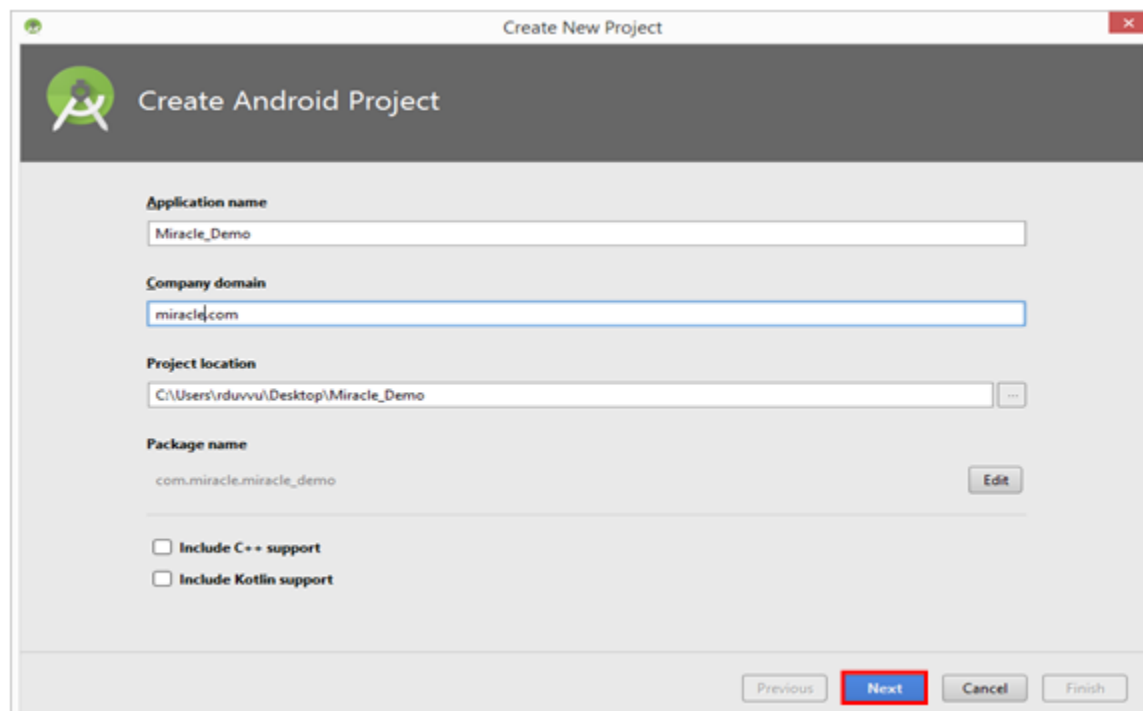 Create New Project
Create Android Project
Application name
Miracle_Demo
Company domain
miracle.com
Project location
C:\Users\rduvvu\Desktop\Miracle_Demo
...
Package name
com.miracle.miracle_demo
Edit
Include C++ support
Include Kotlin support
Previous
Next
Cancel
Finish